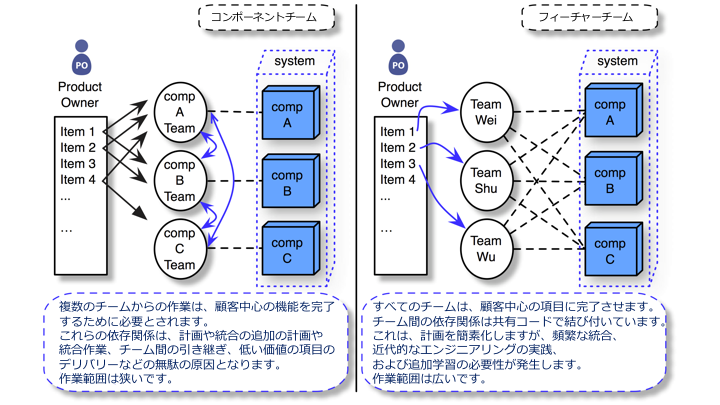 コンポーネントチーム
PO
Product
Owner
Item 1
Item 2
Item 3
Item 4
...
...
comp
A
Team
comp
B
Team
comp
C
Team
system
comp
A
comp
B
comp
C
複数のチームからの作業は、顧客中心の機能を完了
するために必要とされます。
これらの依存関係は、計画や統合の追加の計画や
統合作業、チーム間の引き継ぎ、低い価値の項目の
デリバリーなどの無駄の原因となります。
作業範囲は狭いです。
フィーチャーチーム
PO
Product
Owner
Item 1
Item 2
Item 3
Item 4
...
...
Team
Wei
Team
Shu
Team
Wu
system
comp
A
comp
B
comp
C
すべてのチームは、顧客中心の項目に完了させます。
チーム間の依存関係は共有コードで結び付いています。
これは、計画を簡素化しますが、頻繁な統合、
近代的なエンジニアリングの実践、
および追加学習の必要性が発生します。
作業範囲は広いです。